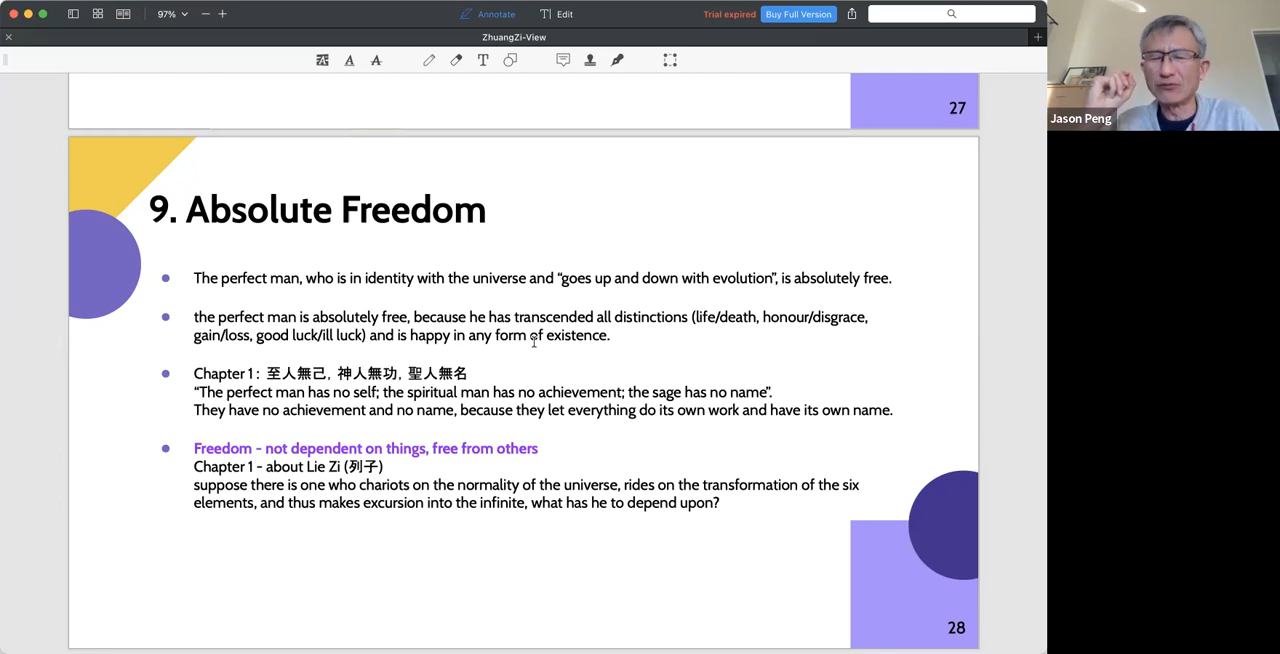 97%
Annotate
Edit
Trial expired
Buy Full Version
ZhuangZi-View
Jason Peng
27
9. Absolute Freedom
The perfect man, who is in identity with the universe and “goes up and down with evolution”, is absolutely free.
the perfect man is absolutely free, because he has transcended all distinctions (life/death, honour/disgrace,
gain/loss, good luck/ill luck) and is happy in any form of existence.
Chapter 1 : 至人無己, 神人無功, 聖人無名
“The perfect man has no self; the spiritual man has no achievement; the sage has no name”.
They have no achievement and no name, because they let everything do its own work and have its own name.
Freedom - not dependent on things, free from others
Chapter 1 - about Lie Zi (列子)
suppose there is one who chariots on the normality of the universe, rides on the transformation of the six
elements, and thus makes excursion into the infinite, what has he to depend upon?
28